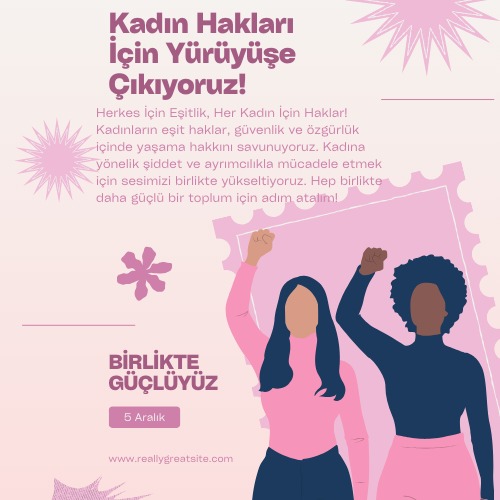 Kadın Hakları
İçin Yürüyüşe
Çıkıyoruz!
Herkes İçin Eşitlik, Her Kadın İçin Haklar!
Kadınların eşit haklar, güvenlik ve özgürlük
içinde yaşama hakkını savunuyoruz. Kadına
yönelik şiddet ve ayrımcılıkla mücadele etmek
için sesimizi birlikte yükseltiyoruz. Hep birlikte
daha güçlü bir toplum için adım atalım!
BİRLİKTE
GÜÇLÜYÜZ
5 Aralık
www.reallygreatsite.com